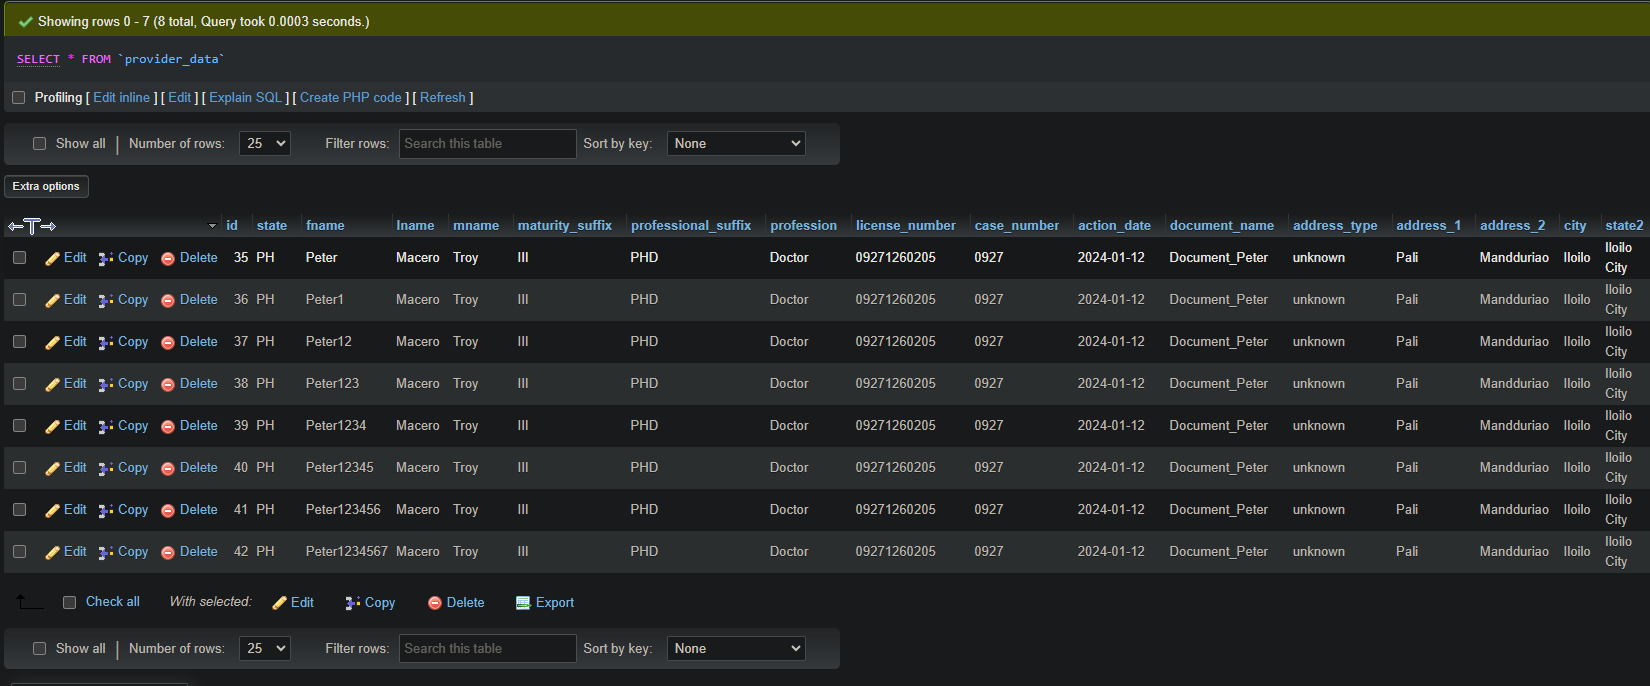 Showing rows 0 - 7 (8 total, Query took 0.0003 seconds.)
SELECT * FROM `provider_data`
Profiling [ Edit inline ] [ Edit ] [ Explain SQL ] [ Create PHP code ] [ Refresh ]
Show all | Number of rows: 25 Filter rows: Search this table Sort by key: None
Extra options
id state fname lname mname maturity_suffix professional_suffix profession license_number case_number action_date document_name address_type address_1 address_2 city state2
Edit Copy Delete 35 PH Peter Macero Troy III PHD Doctor 09271260205 0927 2024-01-12 Document_Peter unknown Pali Mandduriao Iloilo Iloilo City
Edit Copy Delete 36 PH Peter1 Macero Troy III PHD Doctor 09271260205 0927 2024-01-12 Document_Peter unknown Pali Mandduriao Iloilo Iloilo City
Edit Copy Delete 37 PH Peter12 Macero Troy III PHD Doctor 09271260205 0927 2024-01-12 Document_Peter unknown Pali Mandduriao Iloilo Iloilo City
Edit Copy Delete 38 PH Peter123 Macero Troy III PHD Doctor 09271260205 0927 2024-01-12 Document_Peter unknown Pali Mandduriao Iloilo Iloilo City
Edit Copy Delete 39 PH Peter1234 Macero Troy III PHD Doctor 09271260205 0927 2024-01-12 Document_Peter unknown Pali Mandduriao Iloilo Iloilo City
Edit Copy Delete 40 PH Peter12345 Macero Troy III PHD Doctor 09271260205 0927 2024-01-12 Document_Peter unknown Pali Mandduriao Iloilo Iloilo City
Edit Copy Delete 41 PH Peter123456 Macero Troy III PHD Doctor 09271260205 0927 2024-01-12 Document_Peter unknown Pali Mandduriao Iloilo Iloilo City
Edit Copy Delete 42 PH Peter1234567 Macero Troy III PHD Doctor 09271260205 0927 2024-01-12 Document_Peter unknown Pali Mandduriao Iloilo Iloilo City
Check all With selected: Edit Copy Delete Export
Show all | Number of rows: 25 Filter rows: Search this table Sort by key: None